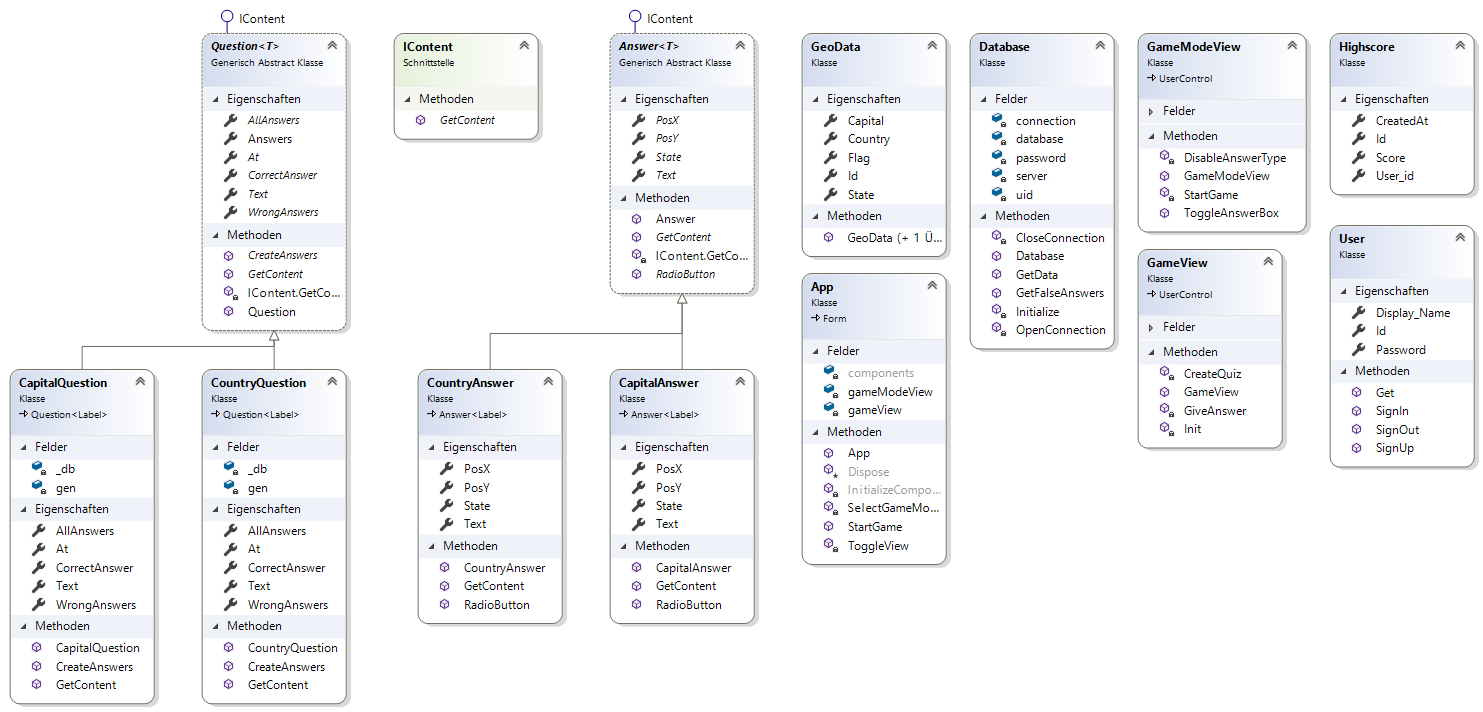 IContent
Question<T>
Generisch Abstract Klasse
Eigenschaften
AllAnswers
Answers
At
CorrectAnswer
Text
WrongAnswers
Methoden
CreateAnswers
GetContent
IContent.GetCo...
Question
IContent
Schnittstelle
Methoden
GetContent
IContent
Answer<T>
Generisch Abstract Klasse
Eigenschaften
PosX
PosY
State
Text
Methoden
Answer
GetContent
IContent.GetCo...
RadioButton
GeoData
Klasse
Eigenschaften
Capital
Country
Flag
Id
State
Methoden
GeoData (+ 1 Ü...
Database
Klasse
Felder
connection
database
password
server
uid
Methoden
CloseConnection
Database
GetData
GetFalseAnswers
Initialize
OpenConnection
GameModeView
Klasse
UserControl
Felder
Methoden
DisableAnswerType
GameModeView
StartGame
ToggleAnswerBox
Highscore
Klasse
Eigenschaften
CreatedAt
Id
Score
User_id
App
Klasse
Form
Felder
components
gameModeView
gameView
Methoden
App
Dispose
InitializeCompo...
SelectGameMo...
StartGame
ToggleView
GameView
Klasse
UserControl
Felder
Methoden
CreateQuiz
GameView
GiveAnswer
Init
User
Klasse
Eigenschaften
Display_Name
Id
Password
Methoden
Get
SignIn
SignOut
SignUp
CapitalQuestion
Klasse
Question<Label>
Felder
_db
gen
Eigenschaften
AllAnswers
At
CorrectAnswer
Text
WrongAnswers
Methoden
CapitalQuestion
CreateAnswers
GetContent
CountryQuestion
Klasse
Question<Label>
Felder
_db
gen
Eigenschaften
AllAnswers
At
CorrectAnswer
Text
WrongAnswers
Methoden
CountryQuestion
CreateAnswers
GetContent
CountryAnswer
Klasse
Answer<Label>
Eigenschaften
PosX
PosY
State
Text
Methoden
CountryAnswer
GetContent
RadioButton
CapitalAnswer
Klasse
Answer<Label>
Eigenschaften
PosX
PosY
State
Text
Methoden
CapitalAnswer
GetContent
RadioButton